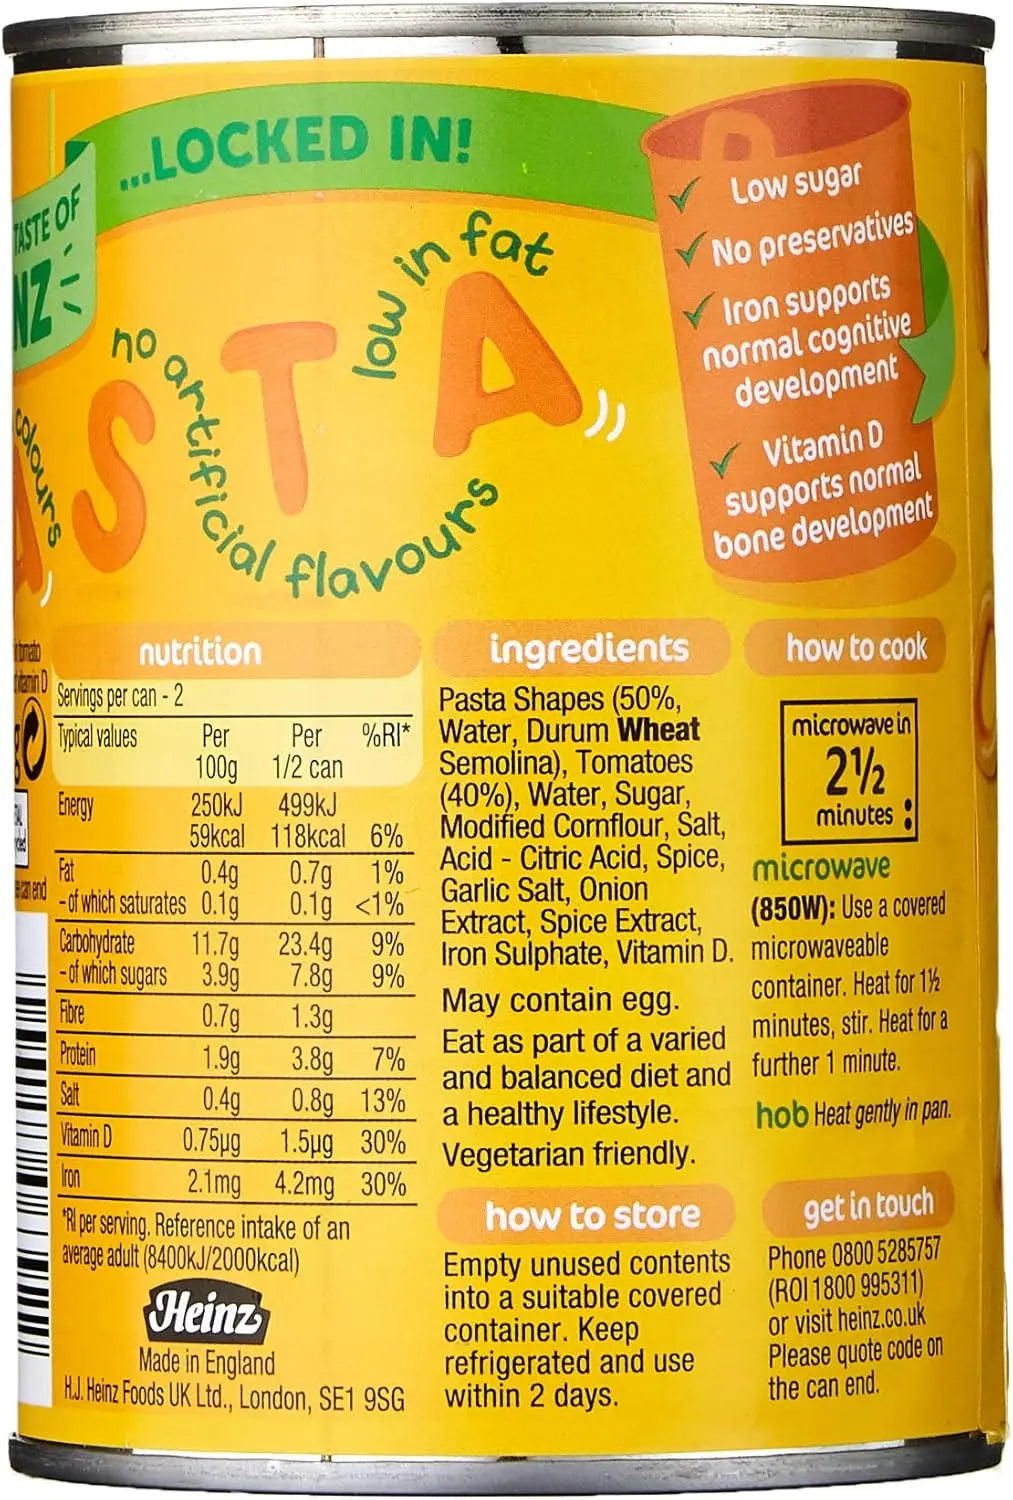 ...LOCKED IN!
TASTE OF
NZ
colours
no artificial flavours
low in fat
STA
Low sugar
No preservatives
Iron supports
normal cognitive
development
Vitamin D
supports normal
bone development
nutrition
Servings per can - 2
Typical values Per 100g Per 1/2 can %RI*
Energy 250kJ 499kJ
59kcal 118kcal 6%
Fat 0.4g 0.7g 1%
- of which saturates 0.1g 0.1g <1%
Carbohydrate 11.7g 23.4g 9%
- of which sugars 3.9g 7.8g 9%
Fibre 0.7g 1.3g
Protein 1.9g 3.8g 7%
Salt 0.4g 0.8g 13%
Vitamin D 0.75µg 1.5µg 30%
Iron 2.1mg 4.2mg 30%
*RI per serving. Reference intake of an
average adult (8400kJ/2000kcal)
Heinz
Made in England
H.J. Heinz Foods UK Ltd., London, SE1 9SG
ingredients
Pasta Shapes (50%,
Water, Durum Wheat
Semolina), Tomatoes
(40%), Water, Sugar,
Modified Cornflour, Salt,
Acid - Citric Acid, Spice,
Garlic Salt, Onion
Extract, Spice Extract,
Iron Sulphate, Vitamin D.
May contain egg.
Eat as part of a varied
and balanced diet and
a healthy lifestyle.
Vegetarian friendly.
how to store
Empty unused contents
into a suitable covered
container. Keep
refrigerated and use
within 2 days.
how to cook
microwave in
2½
minutes
microwave
(850W): Use a covered
microwaveable
container. Heat for 1½
minutes, stir. Heat for a
further 1 minute.
hob Heat gently in pan.
get in touch
Phone 0800 5285757
(ROI 1800 995311)
or visit heinz.co.uk
Please quote code on
the can end.